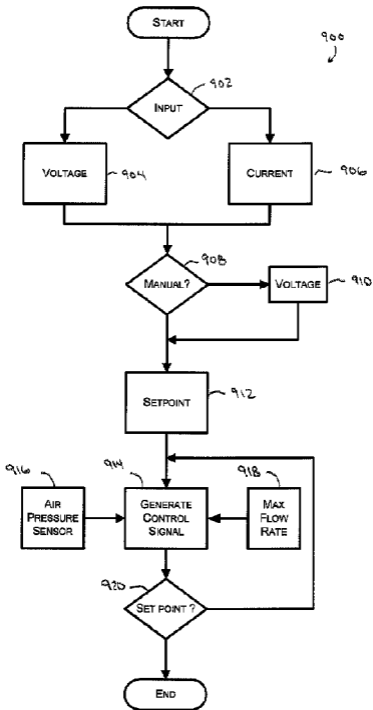 START
900
902
INPUT
VOLTAGE
904
CURRENT
906
908
MANUAL?
VOLTAGE
910
SETPOINT
912
916
914
918
AIR
PRESSURE
SENSOR
GENERATE
CONTROL
SIGNAL
MAX
FLOW
RATE
920
SET POINT ?
END